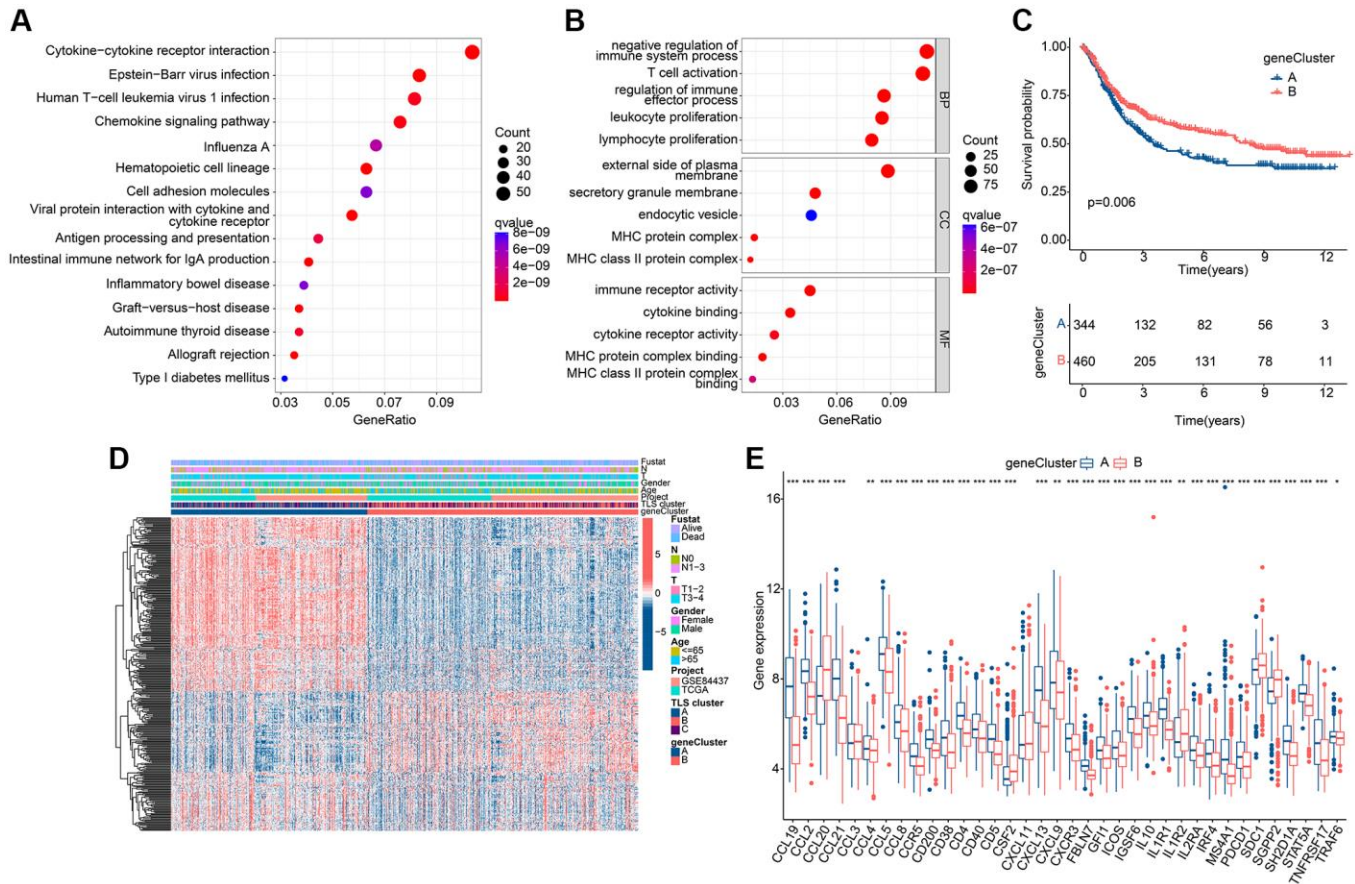 A
Cytokine−cytokine receptor interaction
Epstein−Barr virus infection
Human T−cell leukemia virus 1 infection
Chemokine signaling pathway
Influenza A
Hematopoietic cell lineage
Cell adhesion molecules
Viral protein interaction with cytokine and
cytokine receptor
Antigen processing and presentation
Intestinal immune network for IgA production
Inflammatory bowel disease
Graft−versus−host disease
Autoimmune thyroid disease
Allograft rejection
Type I diabetes mellitus
0.03 0.05 0.07 0.09
GeneRatio
Count
20
30
40
50
qvalue
8e−09
6e−09
4e−09
2e−09
B
negative regulation of
immune system process
T cell activation
regulation of immune
effector process
leukocyte proliferation
lymphocyte proliferation
external side of plasma
membrane
secretory granule membrane
endocytic vesicle
MHC protein complex
MHC class II protein complex
immune receptor activity
cytokine binding
cytokine receptor activity
MHC protein complex binding
MHC class II protein complex
binding
BP
CC
MF
0.03 0.06 0.09
GeneRatio
Count
25
50
75
qvalue
6e−07
4e−07
2e−07
C
geneCluster
A
B
Survival probability
1.00
0.75
0.50
0.25
0.00
p=0.006
0 3 6 9 12
Time(years)
geneCluster
A 344 132 82 56 3
B 460 205 131 78 11
0 3 6 9 12
Time(years)
D
Fustat
N
T
Gender
Age
Project
TLS cluster
geneCluster
5
0
−5
Fustat
Alive
Dead
N
N0
N1−3
T
T1−2
T3−4
Gender
Female
Male
Age
<=65
>65
Project
GSE84437
TCGA
TLS cluster
A
B
C
geneCluster
A
B
E
geneCluster A B
*** *** *** *** ** *** *** *** *** *** *** *** *** *** *** ** *** *** *** *** *** *** ** *** *** *** *** *** *** *** *** *** *
Gene expression
16
12
8
4
CCL19
CCL2
CCL20
CCL21
CCL3
CCL4
CCL5
CCL8
CCR5
CD200
CD38
CD4
CD40
CD5
CSF2
CXCL11
CXCL13
CXCL9
CXCR3
FBLN7
GFI1
ICOS
IGSF6
IL10
IL1R1
IL1R2
IL2RA
IRF4
MS4A1
PDCD1
SDC1
SGPP2
SH2D1A
STAT5A
TNFRSF17
TRAF6